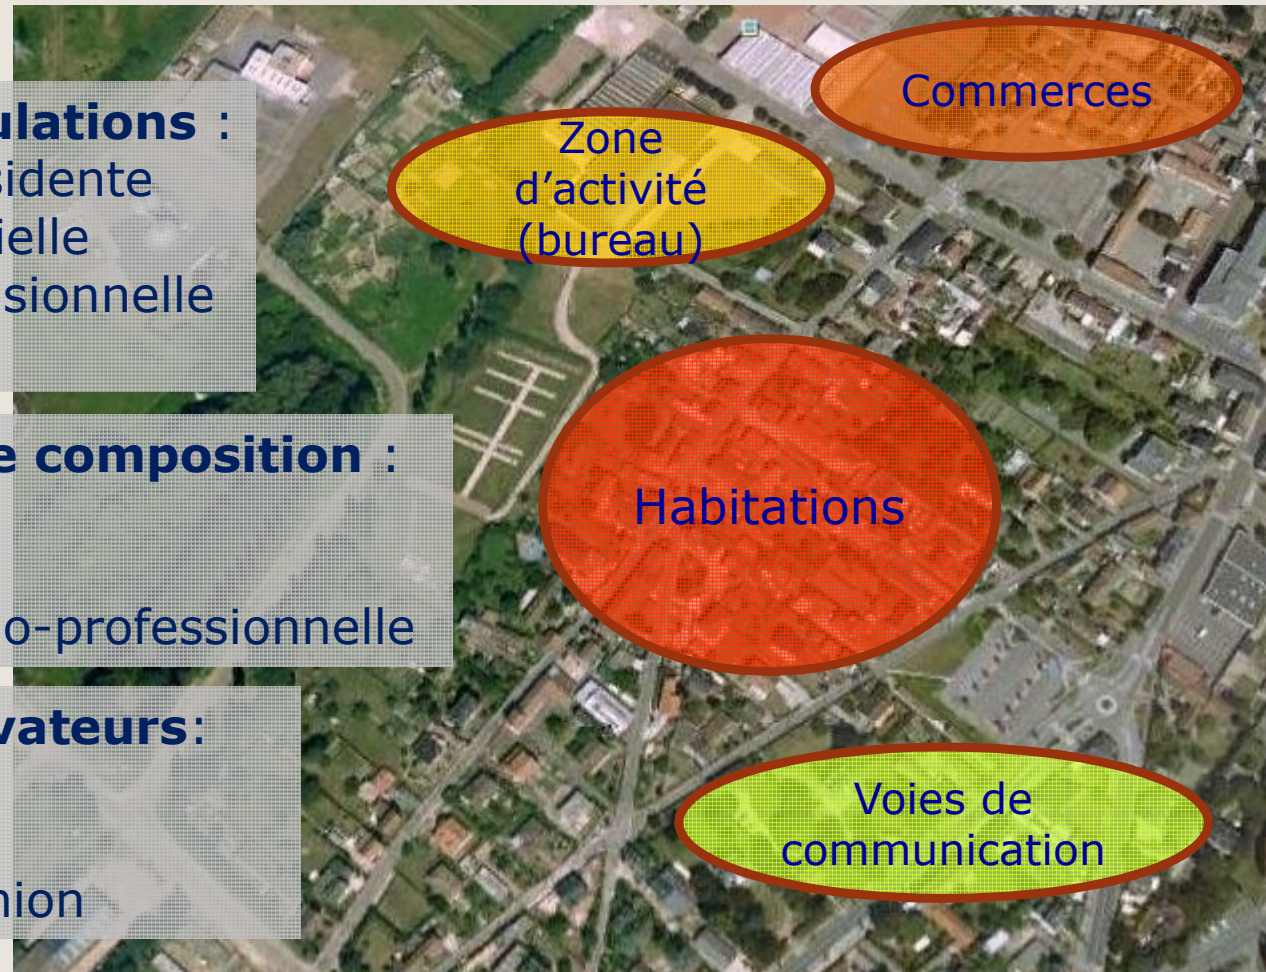 Commerces
Zone
d’activité
(bureau)
ulations :
sidente
ielle
sionnelle
Habitations
e composition :
o-professionnelle
vateurs:
nion
Voies de
communication